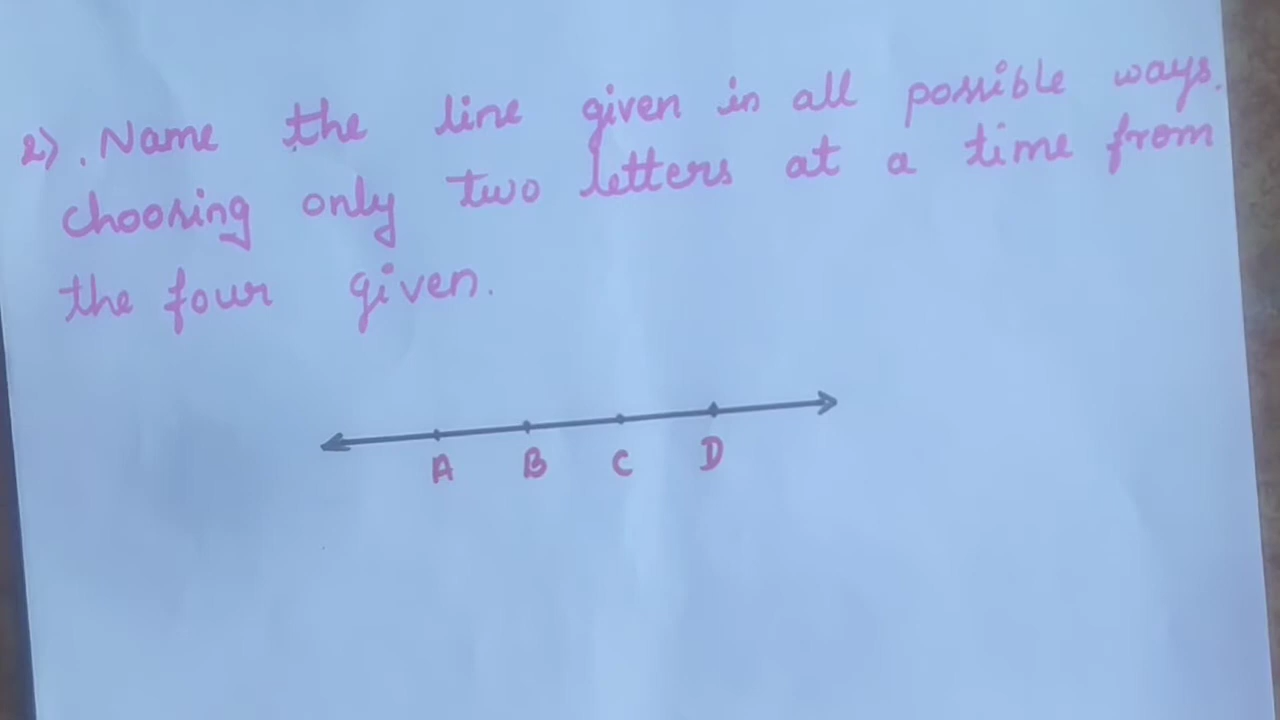 2). Name the line given in all possible ways.
choosing only two letters at a time from
the four given.
A B C D